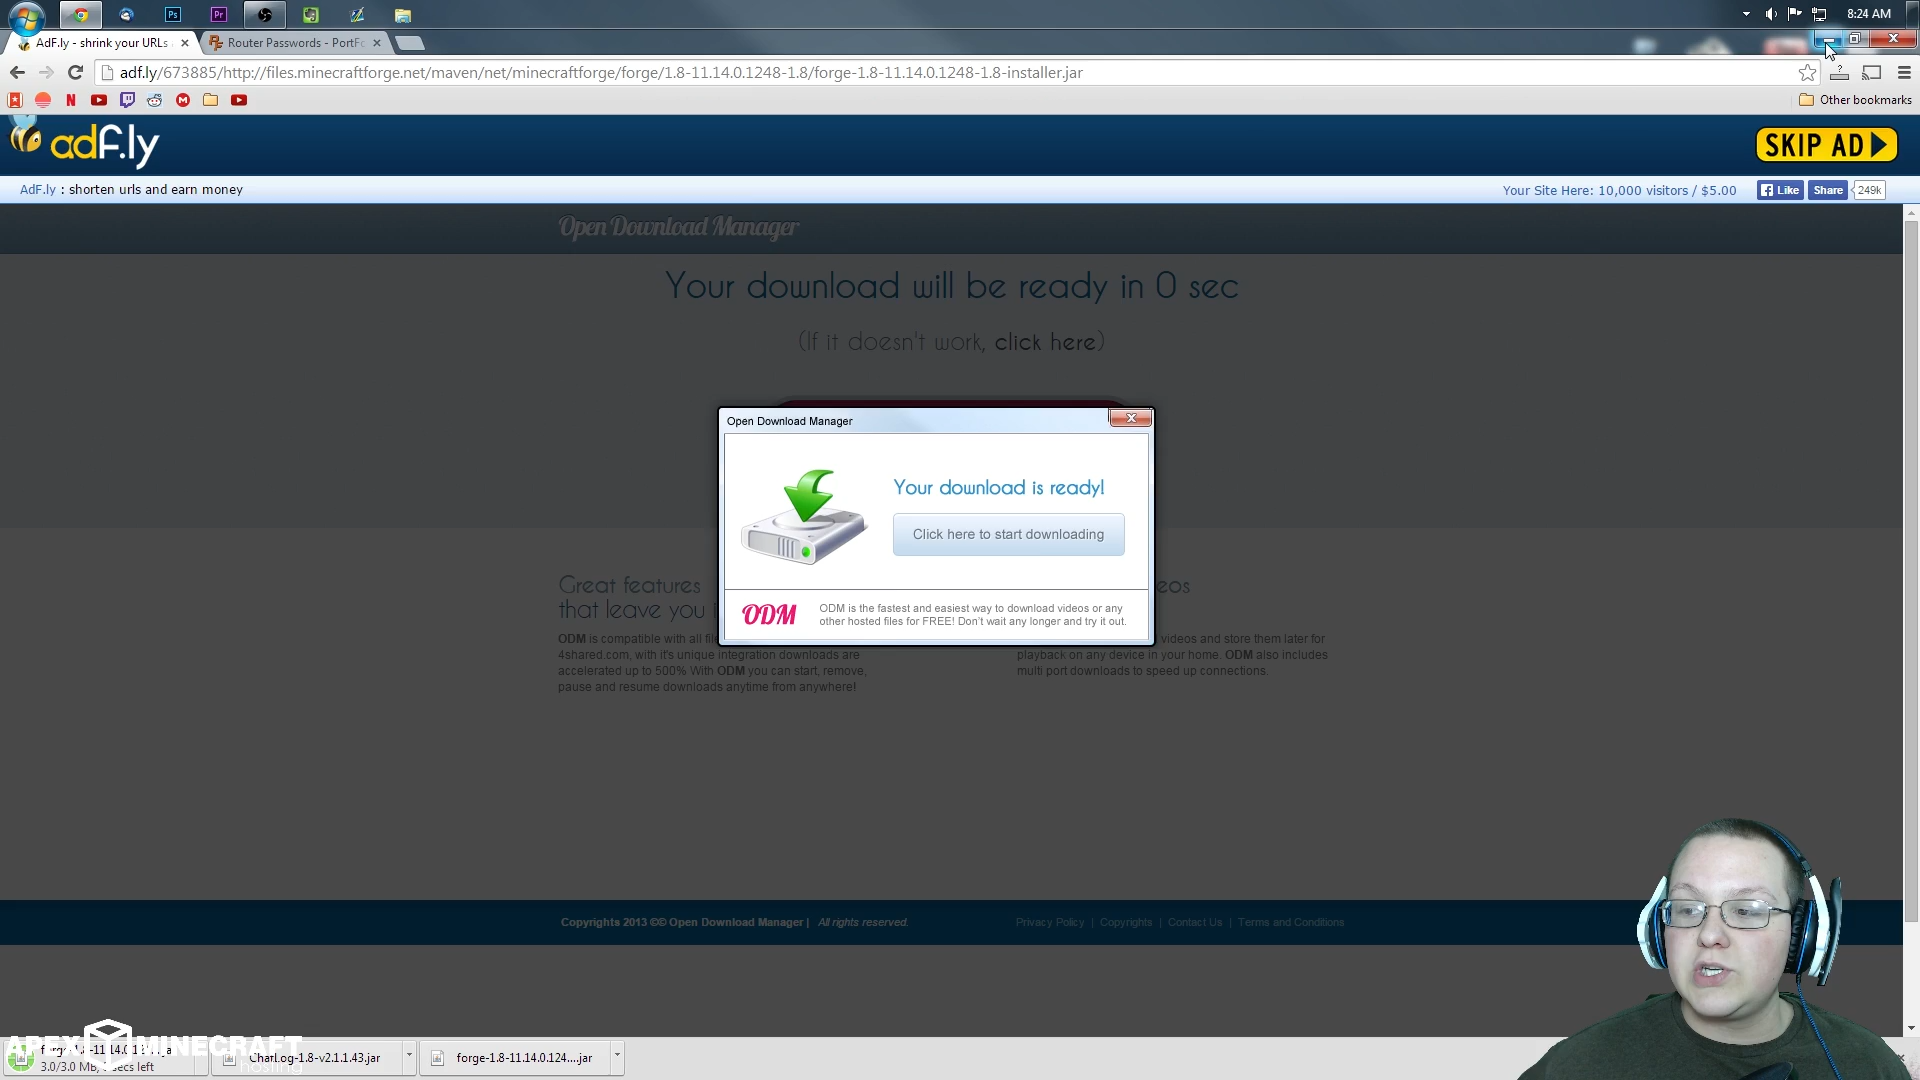 8:24 AM
AdF.ly - shrink your URLs
Router Passwords - PortFo
adf.ly/673885/http://files.minecraftforge.net/maven/net/minecraftforge/forge/1.8-11.14.0.1248-1.8/forge-1.8-11.14.0.1248-1.8-installer.jar
Other bookmarks
adf.ly
SKIP AD
AdF.ly : shorten urls and earn money
Your Site Here: 10,000 visitors / $5.00
Like
Share
249k
Open Download Manager
Your download will be ready in 0 sec
(If it doesn't work, click here)
Open Download Manager
Your download is ready!
Click here to start downloading
ODM
ODM is the fastest and easiest way to download videos or any
other hosted files for FREE! Don't wait any longer and try it out.
Great features
that leave you
ODM is compatible with all
4shared.com, with it's unique integration downloads are
accelerated up to 500% With ODM you can start, remove,
pause and resume downloads anytime from anywhere!
videos and store them later for
playback on any device in your home. ODM also includes
multi port downloads to speed up connections.
Copyrights 2013 ©© Open Download Manager | All rights reserved.
Privacy Policy | Copyrights | Contact Us | Terms and Conditions
APEX MINECRAFT
hosting
3.0/3.0 MB, secs left
ChatLog-1.8-v2.1.1.43.jar
forge-1.8-11.14.0.124....jar